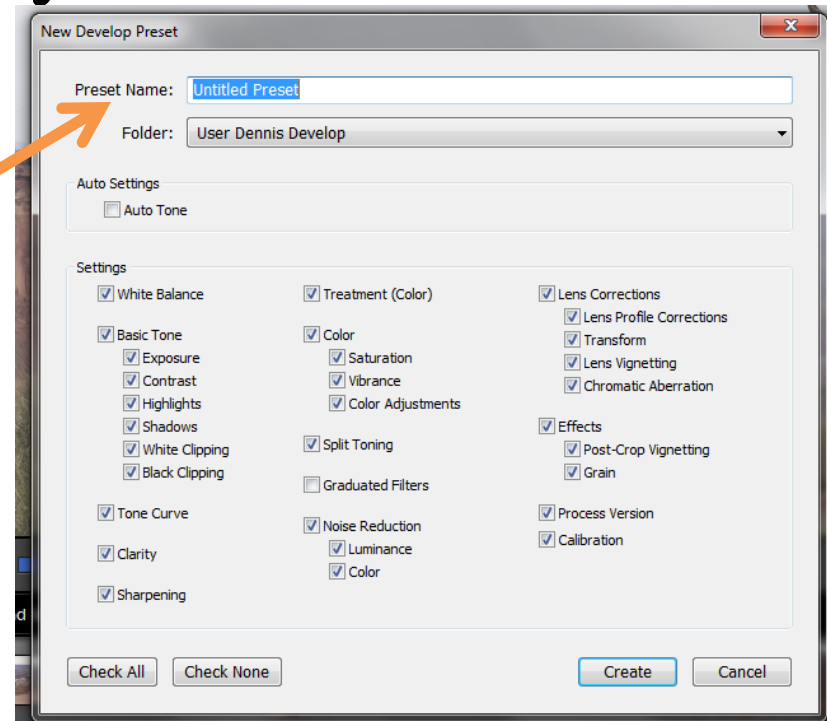 New Develop Preset
Preset Name: Untitled Preset
Folder: User Dennis Develop
Auto Settings
Auto Tone
Settings
White Balance
Basic Tone
Exposure
Contrast
Highlights
Shadows
White Clipping
Black Clipping
Tone Curve
Clarity
Sharpening
Treatment (Color)
Color
Saturation
Vibrance
Color Adjustments
Split Toning
Graduated Filters
Noise Reduction
Luminance
Color
Lens Corrections
Lens Profile Corrections
Transform
Lens Vignetting
Chromatic Aberration
Effects
Post-Crop Vignetting
Grain
Process Version
Calibration
Check All Check None Create Cancel